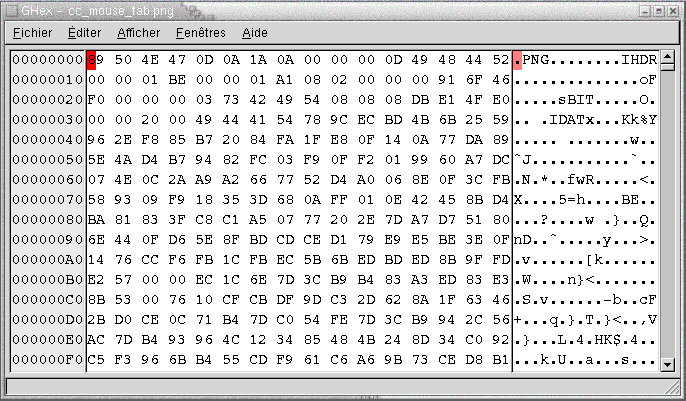 GHex - cc_mouse_tab.png
Fichier Éditer Afficher Fenêtres Aide
00000000 89 50 4E 47 0D 0A 1A 0A 00 00 00 0D 49 48 44 52 .PNG........IHDR
00000010 00 00 01 BE 00 00 01 A1 08 02 00 00 00 91 6F 46 ..............oF
00000020 F0 00 00 00 03 73 42 49 54 08 08 08 DB E1 4F E0 .....sBIT.....O.
00000030 00 00 20 00 49 44 41 54 78 9C EC BD 4B 6B 25 59 .. .IDATx...Kk%Y
00000040 96 2E F8 85 B7 20 84 FA 1F E8 0F 14 0A 77 DA 89 ..... .......w..
00000050 5E 4A D4 B7 94 82 FC 03 F9 0F F2 01 99 60 A7 DC ^J...........`..
00000060 07 4E 0C 2A A9 A2 66 77 52 D4 A0 06 8E 0F 3C FB .N.*..fwR.....<.
00000070 58 93 09 F9 18 35 3D 68 0A FF 01 0E 42 45 8B D4 X....5=h....BE..
00000080 BA 81 83 3F C8 C1 A5 07 77 20 2E 7D A7 D7 51 80 ...?....w .}..Q.
00000090 6E 44 0F D6 5E 8F BD CD CE D1 79 E9 E5 BE 3E 0F nD..^.....y...>.
000000A0 14 76 CC F6 FB 1C FB EC 5B 6B ED BD ED 8B 9F FD .v......[k......
000000B0 E2 57 00 00 EC 1C 6E 7D 3C B9 B4 83 A3 ED 83 E3 .W....n}<.......
000000C0 8B 53 00 76 10 CF CB DF 9D C3 2D 62 8A 1F 63 46 .S.v......-b..cF
000000D0 2B D0 CE 0C 71 B4 7D C0 54 FE 7D 3C B9 94 2C 56 +...q.}.T.}<..,V
000000E0 AC 7D B4 93 96 4C 12 34 85 48 4B 24 8D 34 C0 92 .}...L.4.HK$.4..
000000F0 C5 F3 96 6B B4 55 CD F9 61 C6 A6 9B 73 CE D8 B1 ...k.U..a...s...